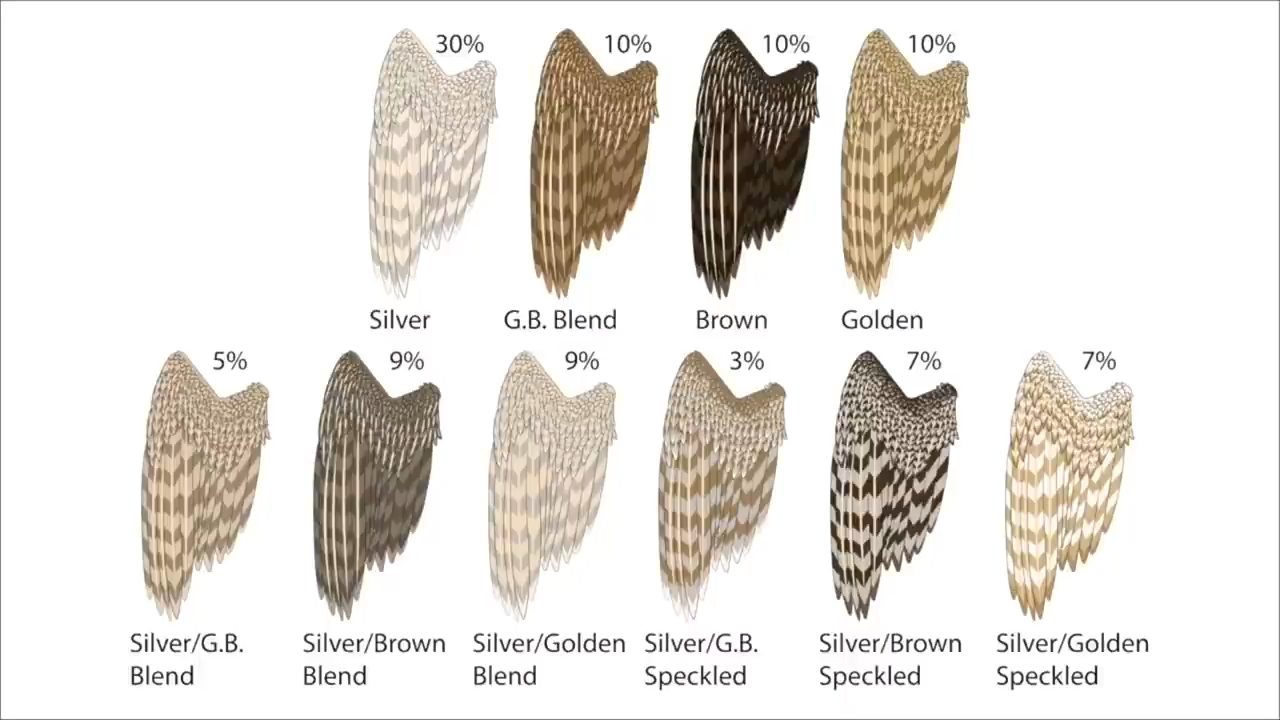 30% 10% 10% 10%
Silver G.B. Blend Brown Golden
5% 9% 9% 3% 7% 7%
Silver/G.B. Silver/Brown Silver/Golden Silver/G.B. Silver/Brown Silver/Golden
Blend Blend Blend Speckled Speckled Speckled